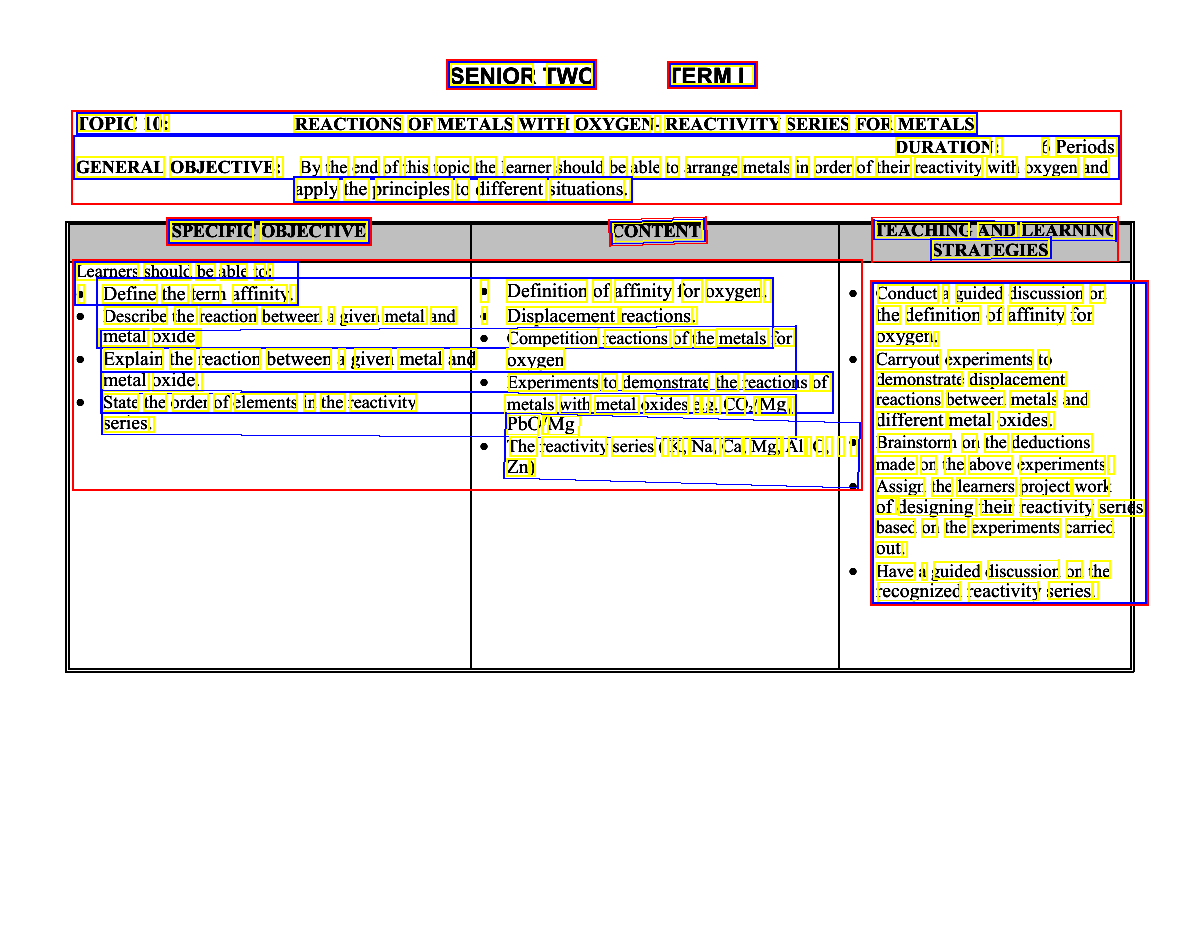 SENIOR TWO TERM I
TOPIC 10: REACTIONS OF METALS WITH OXYGEN- REACTIVITY SERIES FOR METALS
DURATION: 6 Periods
GENERAL OBJECTIVE: By the end of this topic the learner should be able to arrange metals in order of their reactivity with oxygen and
apply the principles to different situations.
SPECIFIC OBJECTIVE
Learners should be able to:
• Define the term affinity.
• Describe the reaction between a given metal and
metal oxide
• Explain the reaction between a given metal and
metal oxide.
• State the order of elements in the reactivity
series.
CONTENT
• Definition of affinity for oxygen.
• Displacement reactions.
• Competition reactions of the metals for
oxygen
• Experiments to demonstrate the reactions of
metals with metal oxides e.g. CO₂/Mg,
PbO/Mg
• The reactivity series ( K, Na, Ca, Mg, Al, C,
Zn)
TEACHING AND LEARNING
STRATEGIES
• Conduct a guided discussion on
the definition of affinity for
oxygen.
• Carryout experiments to
demonstrate displacement
reactions between metals and
different metal oxides.
• Brainstorm on the deductions
made on the above experiments
• Assign the learners project work
of designing their reactivity series
based on the experiments carried
out.
• Have a guided discussion on the
recognized reactivity series.